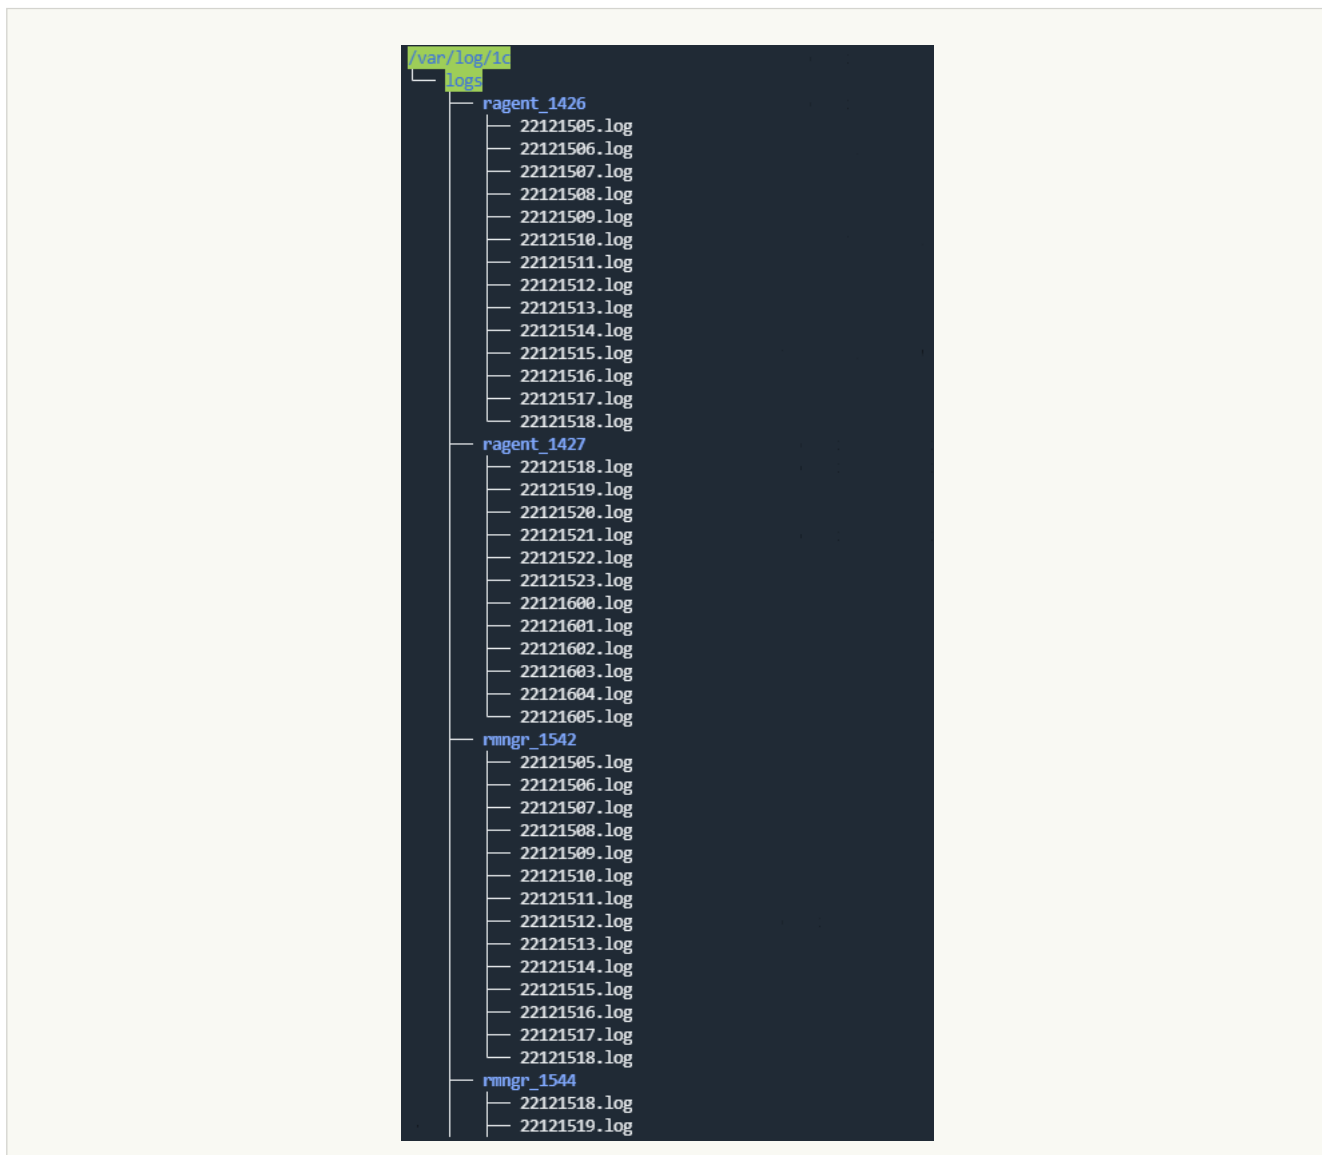 /var/log/1c
└── logs
    ├── ragent_1426
    │   ├── 22121505.log
    │   ├── 22121506.log
    │   ├── 22121507.log
    │   ├── 22121508.log
    │   ├── 22121509.log
    │   ├── 22121510.log
    │   ├── 22121511.log
    │   ├── 22121512.log
    │   ├── 22121513.log
    │   ├── 22121514.log
    │   ├── 22121515.log
    │   ├── 22121516.log
    │   ├── 22121517.log
    │   └── 22121518.log
    ├── ragent_1427
    │   ├── 22121518.log
    │   ├── 22121519.log
    │   ├── 22121520.log
    │   ├── 22121521.log
    │   ├── 22121522.log
    │   ├── 22121523.log
    │   ├── 22121600.log
    │   ├── 22121601.log
    │   ├── 22121602.log
    │   ├── 22121603.log
    │   ├── 22121604.log
    │   └── 22121605.log
    ├── rmngr_1542
    │   ├── 22121505.log
    │   ├── 22121506.log
    │   ├── 22121507.log
    │   ├── 22121508.log
    │   ├── 22121509.log
    │   ├── 22121510.log
    │   ├── 22121511.log
    │   ├── 22121512.log
    │   ├── 22121513.log
    │   ├── 22121514.log
    │   ├── 22121515.log
    │   ├── 22121516.log
    │   ├── 22121517.log
    │   └── 22121518.log
    ├── rmngr_1544
    │   ├── 22121518.log
    │   ├── 22121519.log